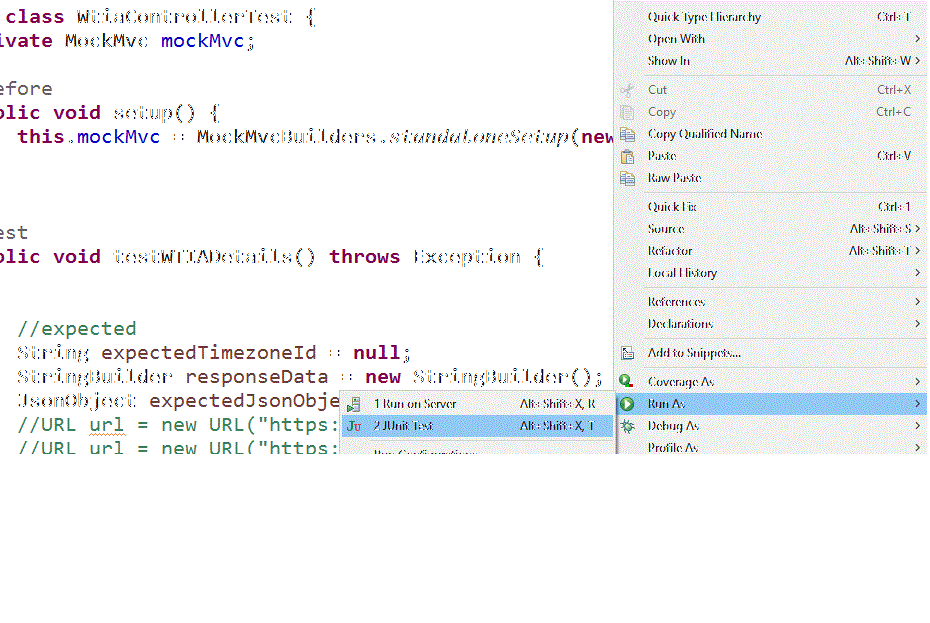 class WtiaControllerTest {
ivate MockMvc mockMvc;
efore
blic void setup() {
this.mockMvc = MockMvcBuilders.standaloneSetup(new
est
blic void testWTIADetails() throws Exception {
//expected
String expectedTimezoneId = null;
StringBuilder responseData = new StringBuilder();
JsonObject expectedJsonObje
//URL url = new URL("https:
//URL url = new URL("https:
1 Run on Server Alt+Shift+X, R
2 JUnit Test Alt+Shift+X, T
Run Configurations...
Quick Type Hierarchy Ctrl+T
Open With >
Show In Alt+Shift+W >
Cut Ctrl+X
Copy Ctrl+C
Copy Qualified Name
Paste Ctrl+V
Raw Paste
Quick Fix Ctrl+1
Source Alt+Shift+S >
Refactor Alt+Shift+T >
Local History >
References >
Declarations >
Add to Snippets...
Coverage As >
Run As >
Debug As >
Profile As >